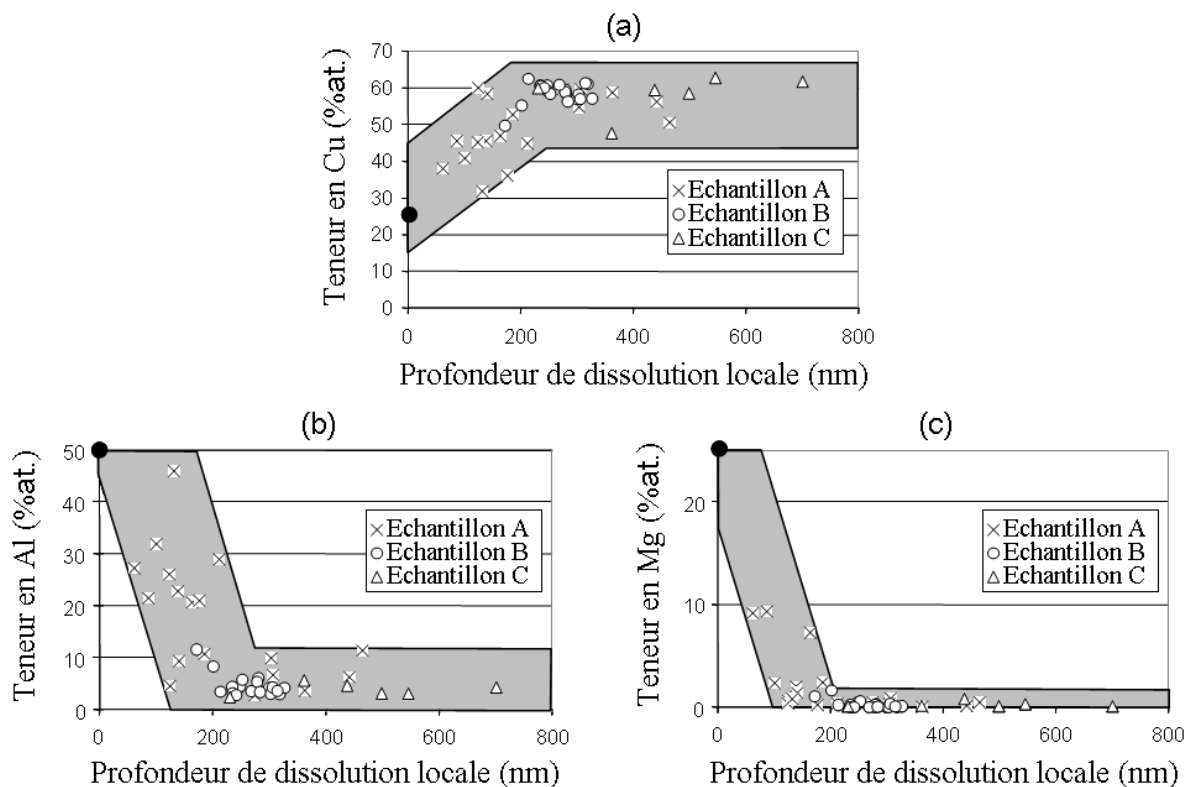 (a)
Teneur en Cu (%at.)
70
60
50
40
30
20
10
0
Echantillon A
Echantillon B
Echantillon C
0 200 400 600 800
Profondeur de dissolution locale (nm)
(b)
Teneur en Al (%at.)
50
40
30
20
10
0
Echantillon A
Echantillon B
Echantillon C
0 200 400 600 800
Profondeur de dissolution locale (nm)
(c)
Teneur en Mg (%at.)
20
10
0
Echantillon A
Echantillon B
Echantillon C
0 200 400 600 800
Profondeur de dissolution locale (nm)